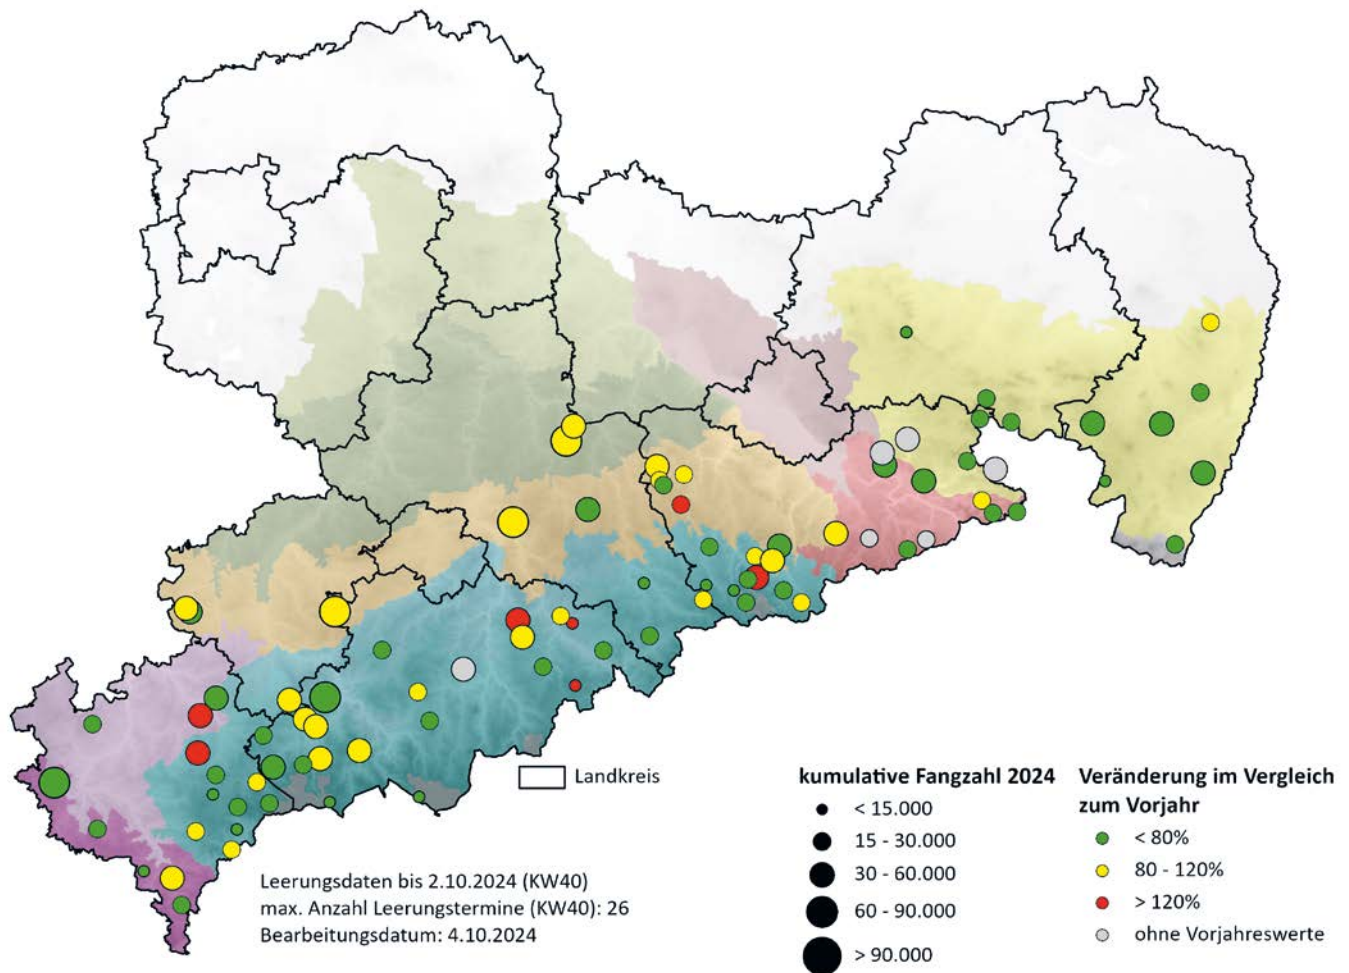 Landkreis
Leerungsdaten bis 2.10.2024 (KW40)
max. Anzahl Leerungstermine (KW40): 26
Bearbeitungsdatum: 4.10.2024
kumulative Fangzahl 2024
< 15.000
15 - 30.000
30 - 60.000
60 - 90.000
> 90.000
Veränderung im Vergleich
zum Vorjahr
< 80%
80 - 120%
> 120%
ohne Vorjahreswerte